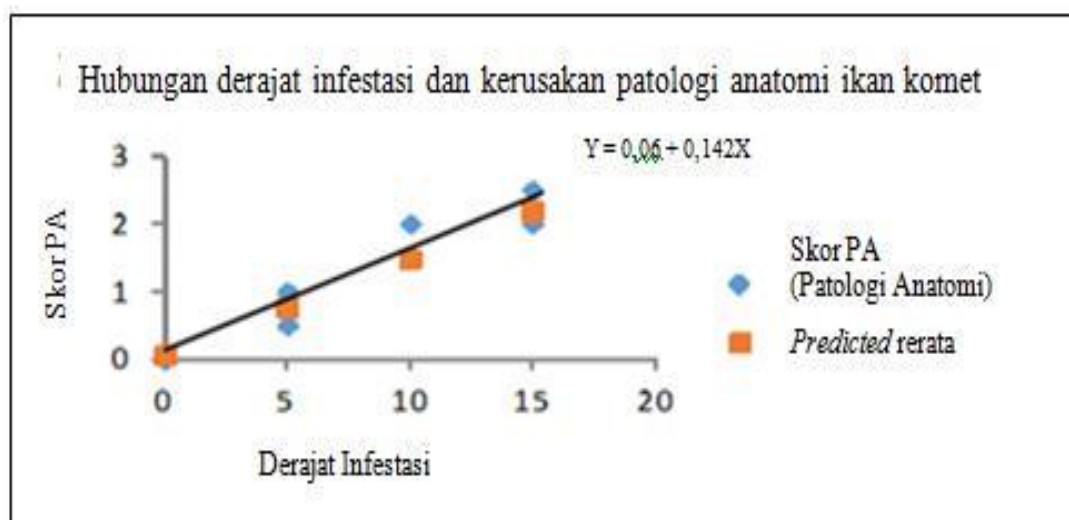 Hubungan derajat infestasi dan kerusakan patologi anatomi ikan komet
Y = 0,06 + 0,142X
3
2
1
0
Skor PA
0 5 10 15 20
Derajat Infestasi
Skor PA
(Patologi Anatomi)
Predicted rerata